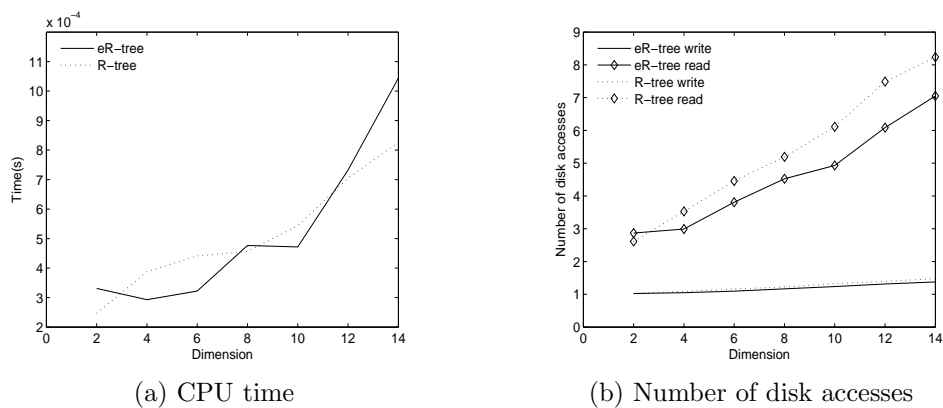 x 10⁻⁴
eR−tree
R−tree
11
10
9
8
7
6
5
4
3
2
Time(s)
0 2 4 6 8 10 12 14
Dimension
(a) CPU time
eR−tree write
eR−tree read
R−tree write
R−tree read
9
8
7
6
5
4
3
2
1
0
Number of disk accesses
0 2 4 6 8 10 12 14
Dimension
(b) Number of disk accesses